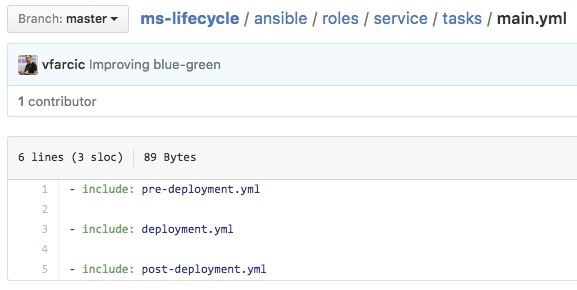 Branch: master ms-lifecycle / ansible / roles / service / tasks / main.yml
vfarcic Improving blue-green
1 contributor
6 lines (3 sloc) 89 Bytes
1 - include: pre-deployment.yml
2
3 - include: deployment.yml
4
5 - include: post-deployment.yml